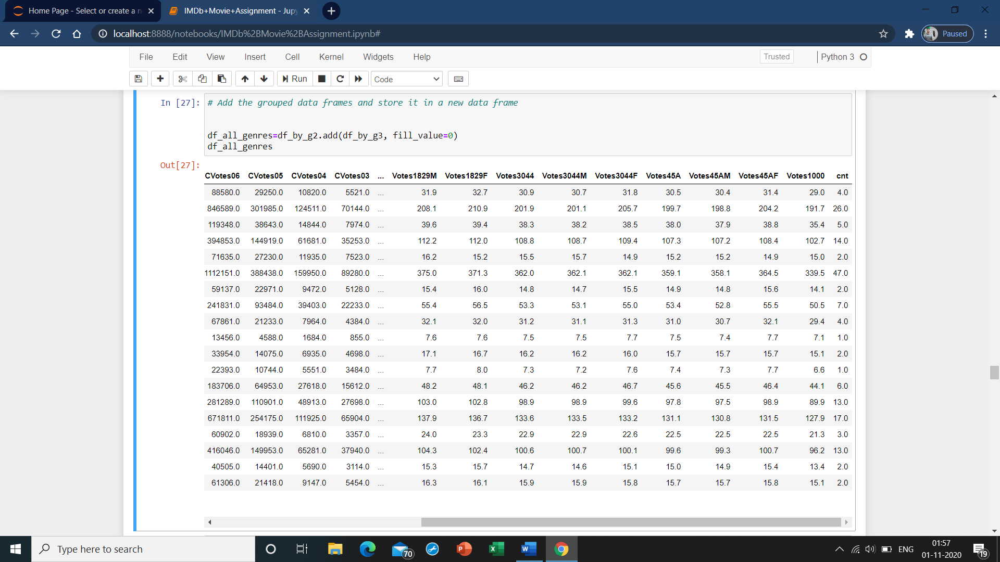 Home Page - Select or create a n
IMDb+Movie+Assignment - Jupy
localhost:8888/notebooks/IMDb%2BMovie%2BAssignment.ipynb#
Paused
File Edit View Insert Cell Kernel Widgets Help
Trusted
Python 3
Run
Code
In [27]:
# Add the grouped data frames and store it in a new data frame
df_all_genres=df_by_g2.add(df_by_g3, fill_value=0)
df_all_genres
Out[27]:
CVotes06 CVotes05 CVotes04 CVotes03 ... Votes1829M Votes1829F Votes3044 Votes3044M Votes3044F Votes45A Votes45AM Votes45AF Votes1000 cnt
88580.0 29250.0 10820.0 5521.0 ... 31.9 32.7 30.9 30.7 31.8 30.5 30.4 31.4 29.0 4.0
846589.0 301985.0 124511.0 70144.0 ... 208.1 210.9 201.9 201.1 205.7 199.7 198.8 204.2 191.7 26.0
119348.0 38643.0 14844.0 7974.0 ... 39.6 39.4 38.3 38.2 38.5 38.0 37.9 38.8 35.4 5.0
394853.0 144919.0 61681.0 35253.0 ... 112.2 112.0 108.8 108.7 109.4 107.3 107.2 108.4 102.7 14.0
71635.0 27230.0 11935.0 7523.0 ... 16.2 15.2 15.5 15.7 14.9 15.2 15.2 14.9 15.0 2.0
1112151.0 388438.0 159950.0 89280.0 ... 375.0 371.3 362.0 362.1 362.1 359.1 358.1 364.5 339.5 47.0
59137.0 22971.0 9472.0 5128.0 ... 15.4 16.0 14.8 14.7 15.5 14.9 14.8 15.6 14.1 2.0
241831.0 93484.0 39403.0 22233.0 ... 55.4 56.5 53.3 53.1 55.0 53.4 52.8 55.5 50.5 7.0
67861.0 21233.0 7964.0 4384.0 ... 32.1 32.0 31.2 31.1 31.3 31.0 30.7 32.1 29.4 4.0
13456.0 4588.0 1684.0 855.0 ... 7.6 7.6 7.5 7.5 7.7 7.5 7.4 7.7 7.1 1.0
33954.0 14075.0 6935.0 4698.0 ... 17.1 16.7 16.2 16.2 16.0 15.7 15.7 15.7 15.1 2.0
22393.0 10744.0 5551.0 3484.0 ... 7.7 8.0 7.3 7.2 7.6 7.4 7.3 7.7 6.6 1.0
183706.0 64953.0 27618.0 15612.0 ... 48.2 48.1 46.2 46.2 46.7 45.6 45.5 46.4 44.1 6.0
281289.0 110901.0 48913.0 27698.0 ... 103.0 102.8 98.9 98.9 99.6 97.8 97.5 98.9 89.9 13.0
671811.0 254175.0 111925.0 65904.0 ... 137.9 136.7 133.6 133.5 133.2 131.1 130.8 131.5 127.9 17.0
60902.0 18939.0 6810.0 3357.0 ... 24.0 23.3 22.9 22.9 22.6 22.5 22.5 22.5 21.3 3.0
416046.0 149953.0 65281.0 37940.0 ... 104.3 102.4 100.6 100.7 100.1 99.6 99.3 100.7 96.2 13.0
40505.0 14401.0 5690.0 3114.0 ... 15.3 15.7 14.7 14.6 15.1 15.0 14.9 15.4 13.4 2.0
61306.0 21418.0 9147.0 5454.0 ... 16.3 16.1 15.9 15.9 15.8 15.7 15.7 15.8 15.1 2.0
Type here to search
70
P
X
W
ENG
01:57
01-11-2020
19